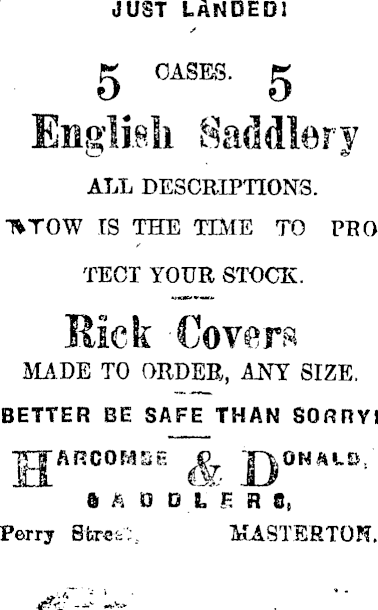 JUST LANDED!
5 CASES. 5
English Saddlery
ALL DESCRIPTIONS.
NOW IS THE TIME TO PRO
TECT YOUR STOCK.
Rick Covers
MADE TO ORDER, ANY SIZE.
BETTER BE SAFE THAN SORRY!
HARCOMBE & DONALD,
SADDLERS,
Perry Street, MASTERTON.